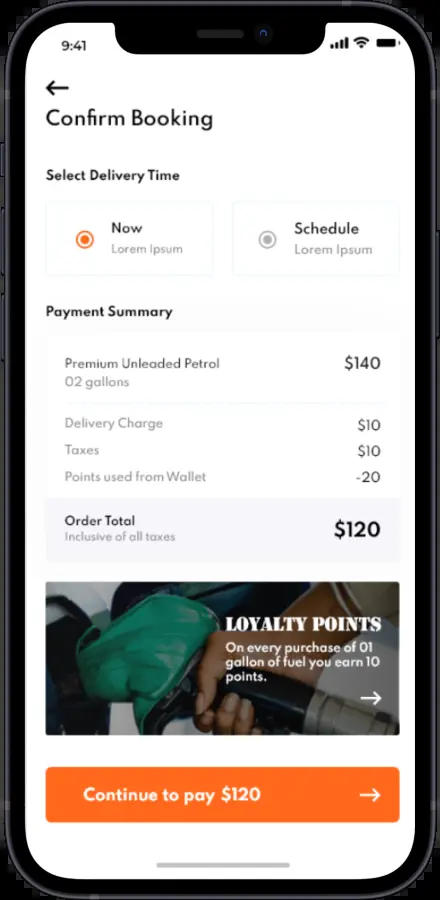 9:41
Confirm Booking
Select Delivery Time
Now
Lorem Ipsum
Schedule
Lorem Ipsum
Payment Summary
Premium Unleaded Petrol $140
02 gallons
Delivery Charge $10
Taxes $10
Points used from Wallet -20
Order Total $120
Inclusive of all taxes
LOYALTY POINTS
On every purchase of 01
gallon of fuel you earn 10
points.
Continue to pay $120